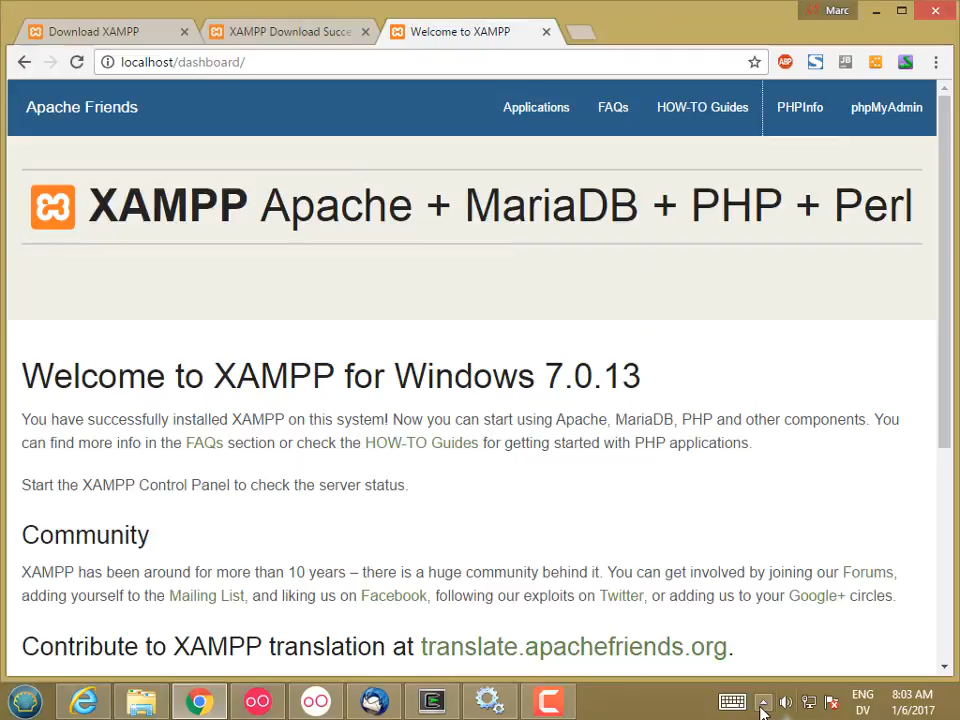 Marc
Download XAMPP
XAMPP Download Succe
Welcome to XAMPP
localhost/dashboard/
ABP
S
JB
Apache Friends
Applications
FAQs
HOW-TO Guides
PHPInfo
phpMyAdmin
XAMPP Apache + MariaDB + PHP + Perl
Welcome to XAMPP for Windows 7.0.13
You have successfully installed XAMPP on this system! Now you can start using Apache, MariaDB, PHP and other components. You
can find more info in the FAQs section or check the HOW-TO Guides for getting started with PHP applications.
Start the XAMPP Control Panel to check the server status.
Community
XAMPP has been around for more than 10 years – there is a huge community behind it. You can get involved by joining our Forums,
adding yourself to the Mailing List, and liking us on Facebook, following our exploits on Twitter, or adding us to your Google+ circles.
Contribute to XAMPP translation at translate.apachefriends.org.
ENG
DV
8:03 AM
1/6/2017